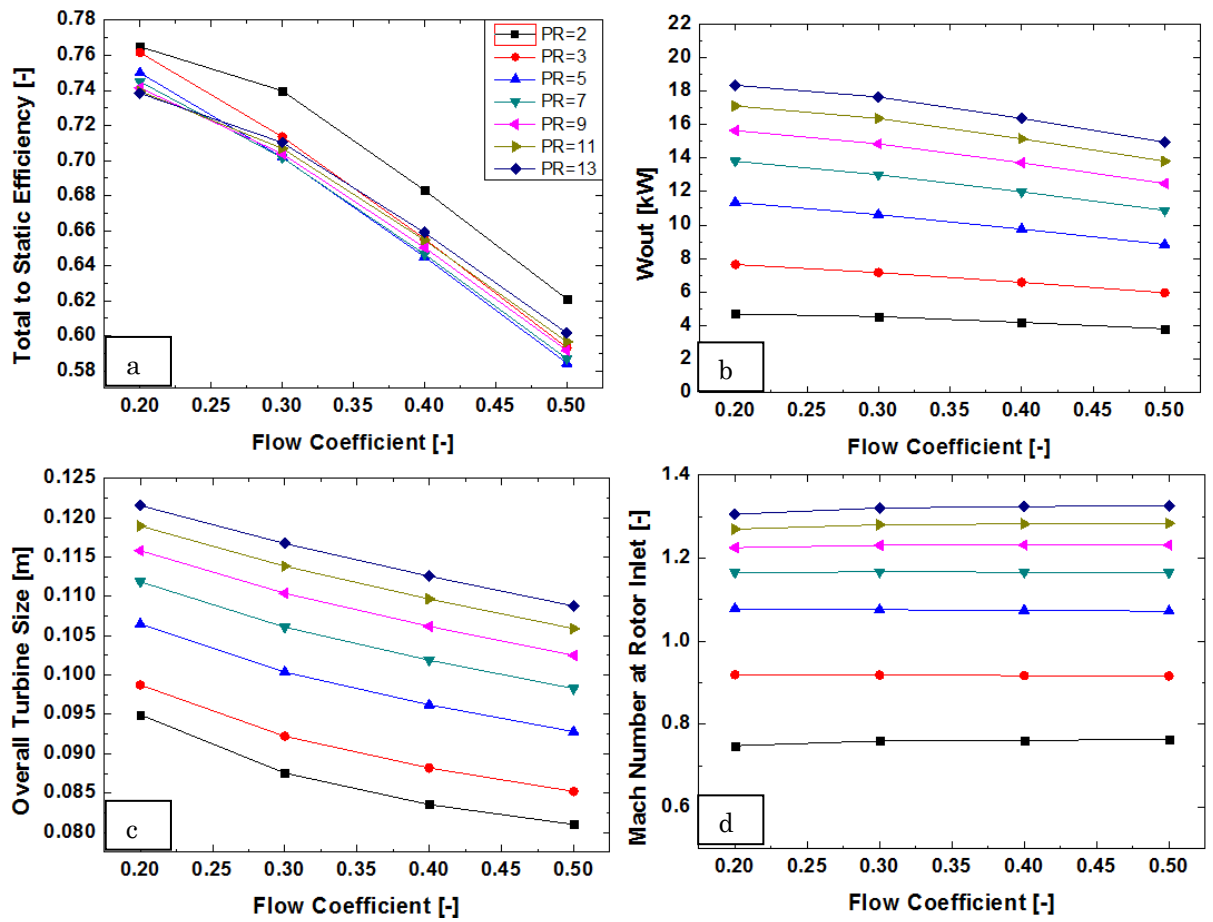 0.78
0.76
0.74
0.72
0.70
0.68
0.66
0.64
0.62
0.60
0.58
Total to Static Efficiency [-]
PR=2
PR=3
PR=5
PR=7
PR=9
PR=11
PR=13
a
0.20 0.25 0.30 0.35 0.40 0.45 0.50
Flow Coefficient [-]
22
20
18
16
14
12
10
8
6
4
2
0
Wout [kW]
b
0.20 0.25 0.30 0.35 0.40 0.45 0.50
Flow Coefficient [-]
0.125
0.120
0.115
0.110
0.105
0.100
0.095
0.090
0.085
0.080
Overall Turbine Size [m]
c
0.20 0.25 0.30 0.35 0.40 0.45 0.50
Flow Coefficient [-]
1.4
1.2
1.0
0.8
0.6
Mach Number at Rotor Inlet [-]
d
0.20 0.25 0.30 0.35 0.40 0.45 0.50
Flow Coefficient [-]